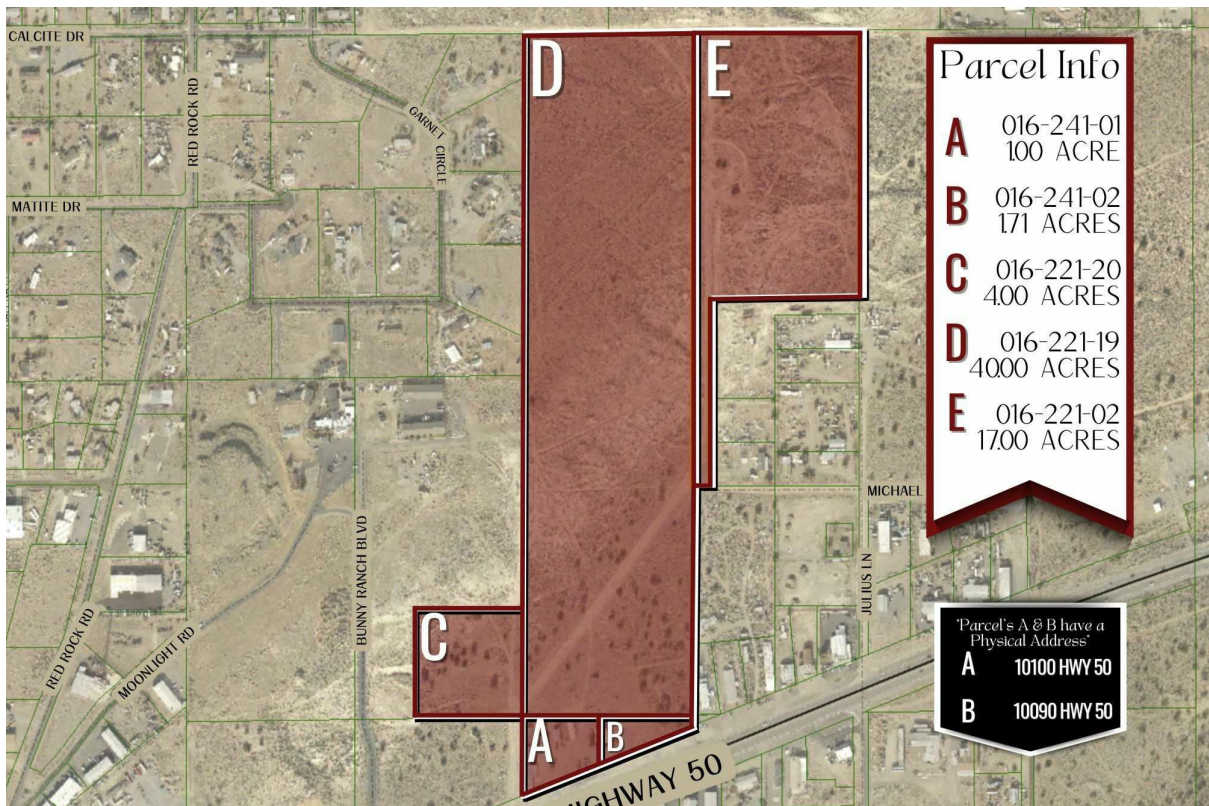 CALCITE DR
RED ROCK RD
GARNET CIRCLE
MATITE DR
D
E
C
A
B
BUNNY RANCH BLVD
RED ROCK RD
MOONLIGHT RD
MICHAEL
JULIUS LN
HIGHWAY 50
Parcel Info
A 016-241-01
1.00 ACRE
B 016-241-02
1.71 ACRES
C 016-221-20
4.00 ACRES
D 016-221-19
40.00 ACRES
E 016-221-02
17.00 ACRES
"Parcel's A & B have a
Physical Address"
A 10100 HWY 50
B 10090 HWY 50